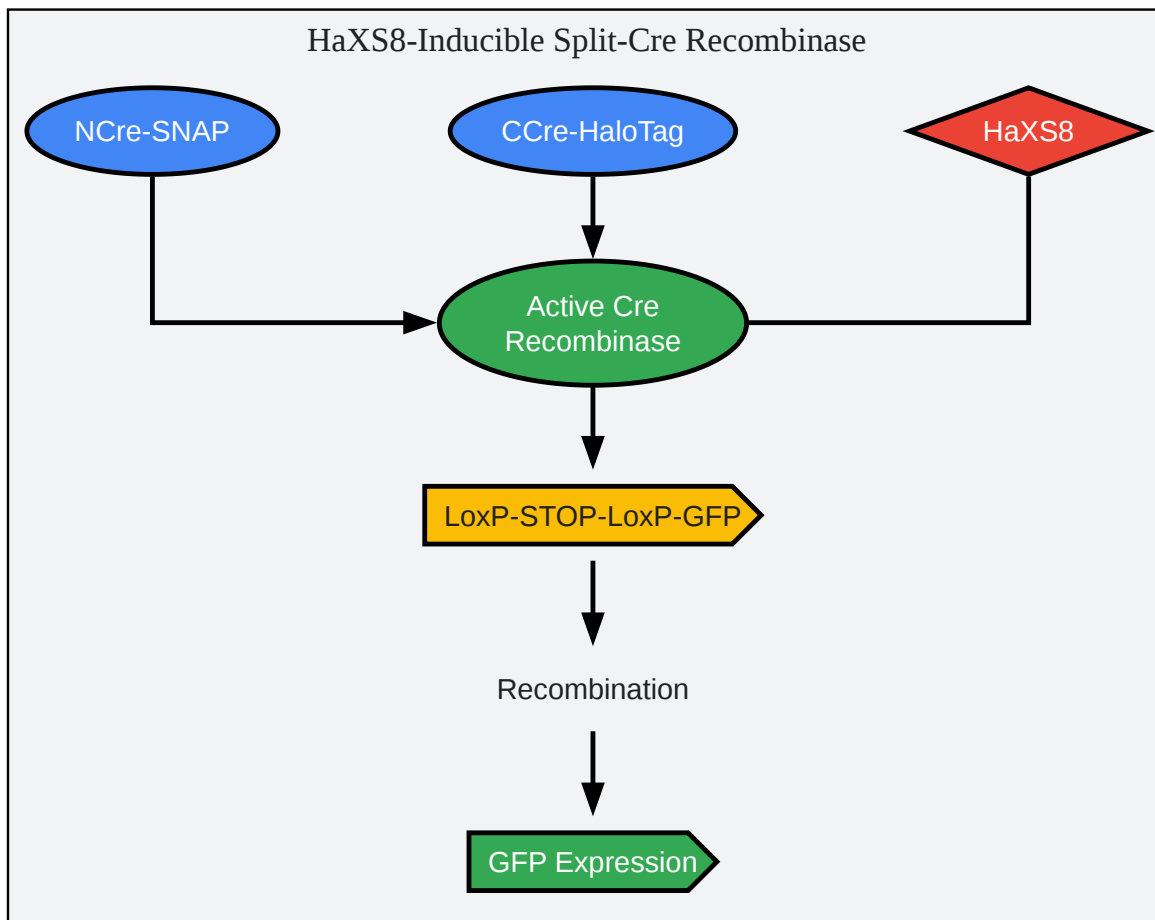 HaXS8-Inducible Split-Cre Recombinase
NCre-SNAP
CCre-HaloTag
HaXS8
Active Cre
Recombinase
LoxP-STOP-LoxP-GFP
Recombination
GFP Expression